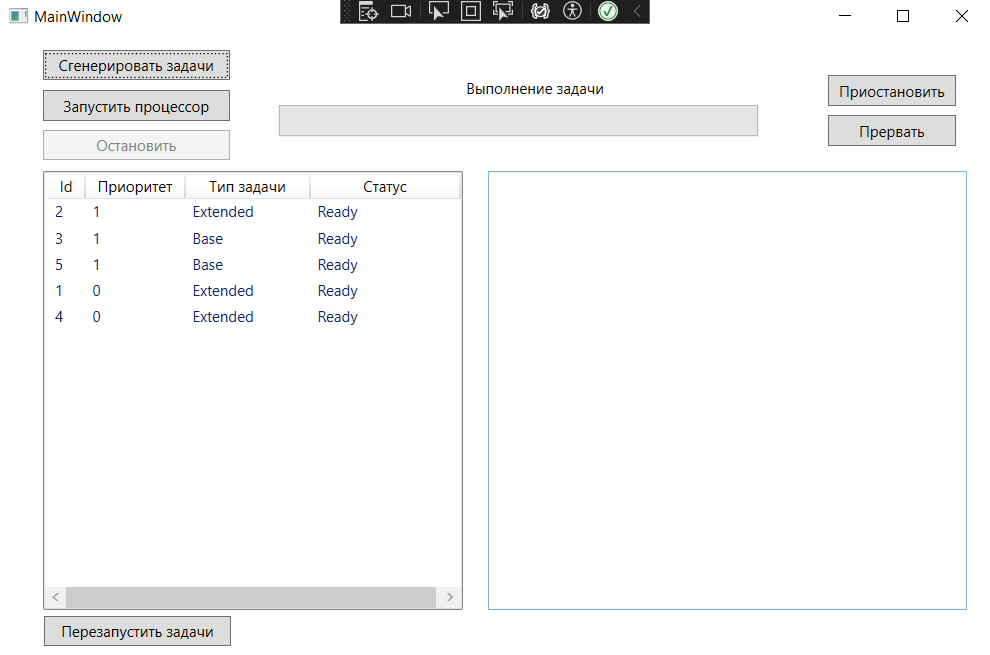 MainWindow
Сгенерировать задачи
Запустить процессор
Остановить
Выполнение задачи
Приостановить
Прервать
Id Приоритет Тип задачи Статус
2 1 Extended Ready
3 1 Base Ready
5 1 Base Ready
1 0 Extended Ready
4 0 Extended Ready
Перезапустить задачи